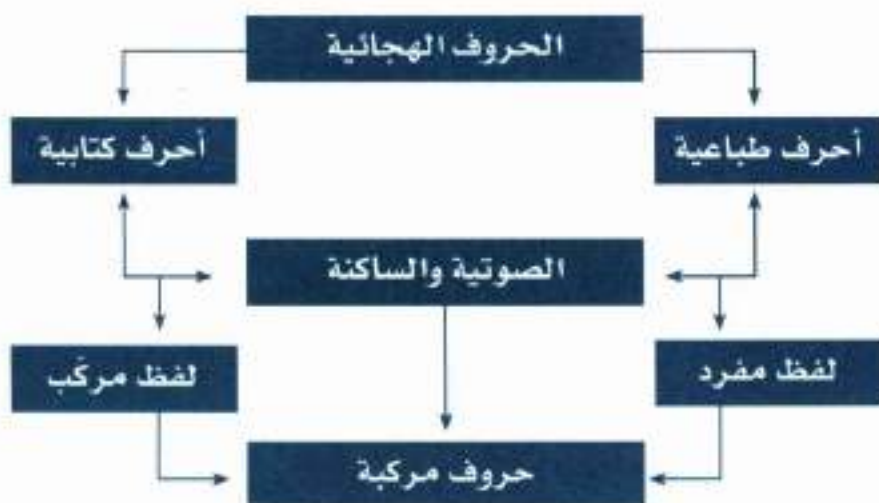 الحروف الهجائية
أحرف طباعية
أحرف كتابية
الصوتية والساكنة
لفظ مفرد
لفظ مركّب
حروف مركبة